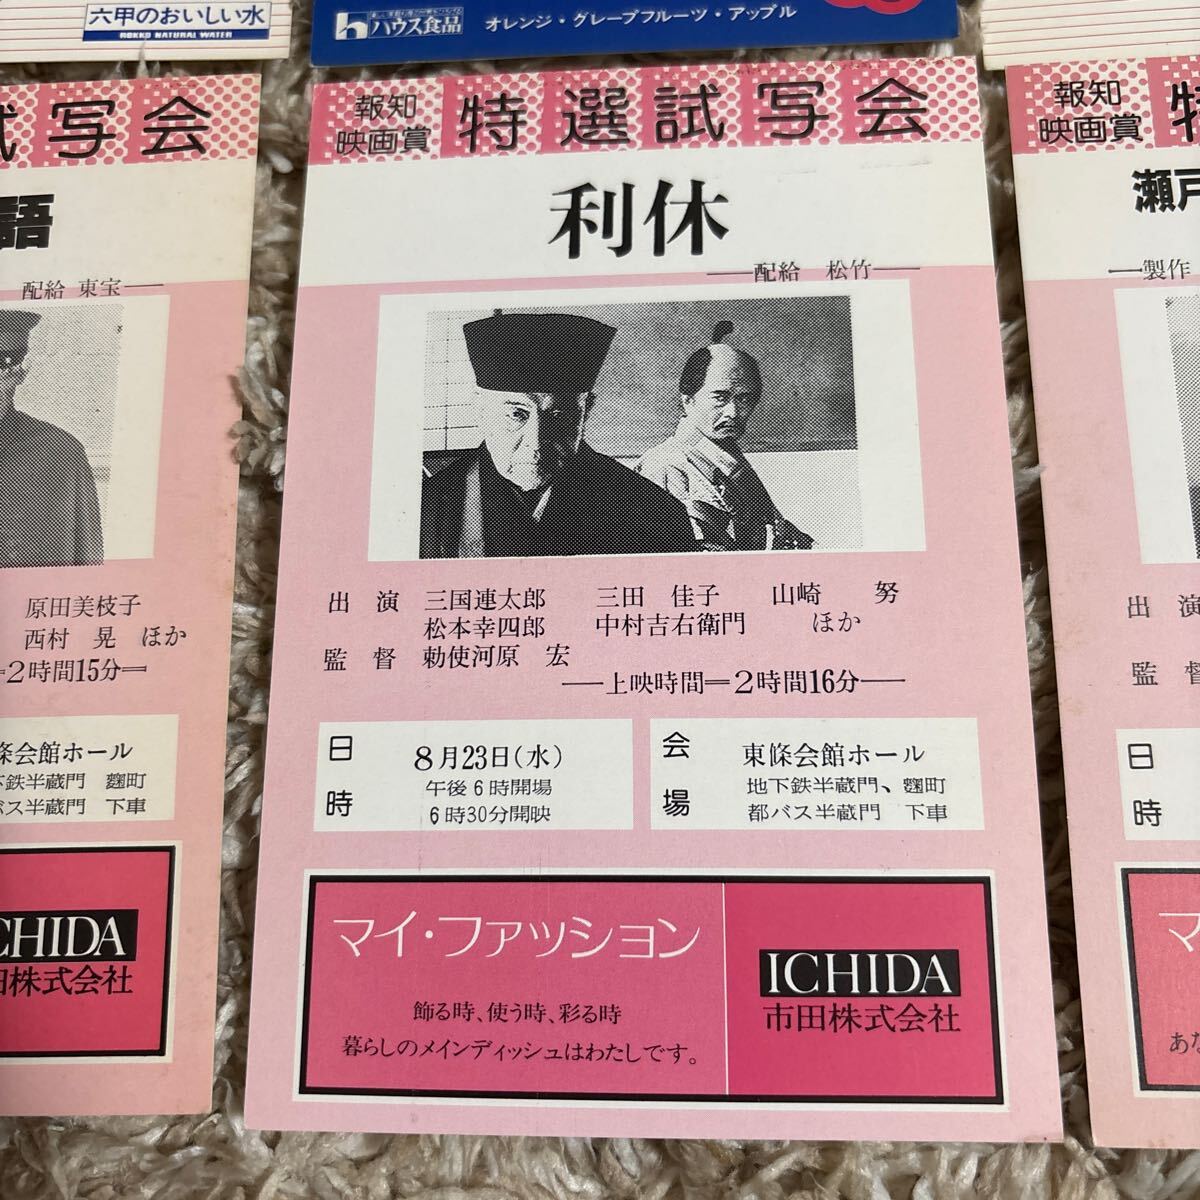 六甲のおいしい水
ROKKO NATURAL WATER
ハウス食品
オレンジ・グレープフルーツ・アップル
試写会
語
配給 東宝
原田美枝子
西村 晃 ほか
=2時間15分=
條会館ホール
下鉄半蔵門 麹町
バス半蔵門 下車
CHIDA
田株式会社
報知
映画賞
特選試写会
利休
―配給 松竹―
出演 三国連太郎 三田 佳子 山崎 努
松本幸四郎 中村吉右衛門 ほか
監督 勅使河原 宏
―上映時間=2時間16分―
日時
8月23日(水)
午後6時開場
6時30分開映
会場
東條会館ホール
地下鉄半蔵門、麹町
都バス半蔵門 下車
マイ・ファッション
飾る時、使う時、彩る時
暮らしのメインディッシュはわたしです。
ICHIDA
市田株式会社
報知
映画賞
特
瀬戸
―製作
出演
監督
日時
マ
あな